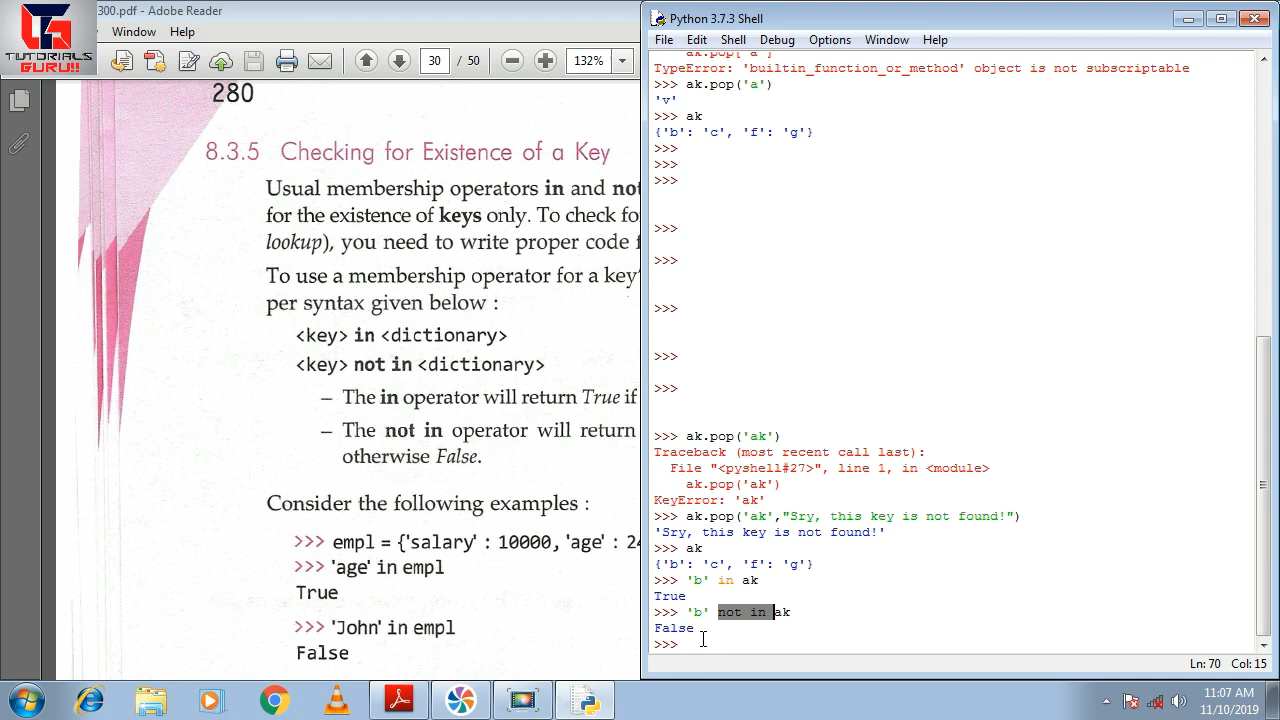 300.pdf - Adobe Reader
Window Help
TUTORIALS
GURU!!
30 / 50
132%
280
8.3.5 Checking for Existence of a Key
Usual membership operators in and not
for the existence of keys only. To check fo
lookup), you need to write proper code f
To use a membership operator for a key'
per syntax given below :
<key> in <dictionary>
<key> not in <dictionary>
– The in operator will return True if
– The not in operator will return
otherwise False.
Consider the following examples :
>>> empl = {'salary' : 10000, 'age' : 24
>>> 'age' in empl
True
>>> 'John' in empl
False
Python 3.7.3 Shell
File Edit Shell Debug Options Window Help
ak.pop['a']
TypeError: 'builtin_function_or_method' object is not subscriptable
>>> ak.pop('a')
'v'
>>> ak
{'b': 'c', 'f': 'g'}
>>>
>>>
>>>
>>>
>>>
>>>
>>>
>>>
>>> ak.pop('ak')
Traceback (most recent call last):
File "<pyshell#27>", line 1, in <module>
ak.pop('ak')
KeyError: 'ak'
>>> ak.pop('ak',"Sry, this key is not found!")
'Sry, this key is not found!'
>>> ak
{'b': 'c', 'f': 'g'}
>>> 'b' in ak
True
>>> 'b' not in ak
False
>>>
Ln: 70 Col: 15
11:07 AM
11/10/2019